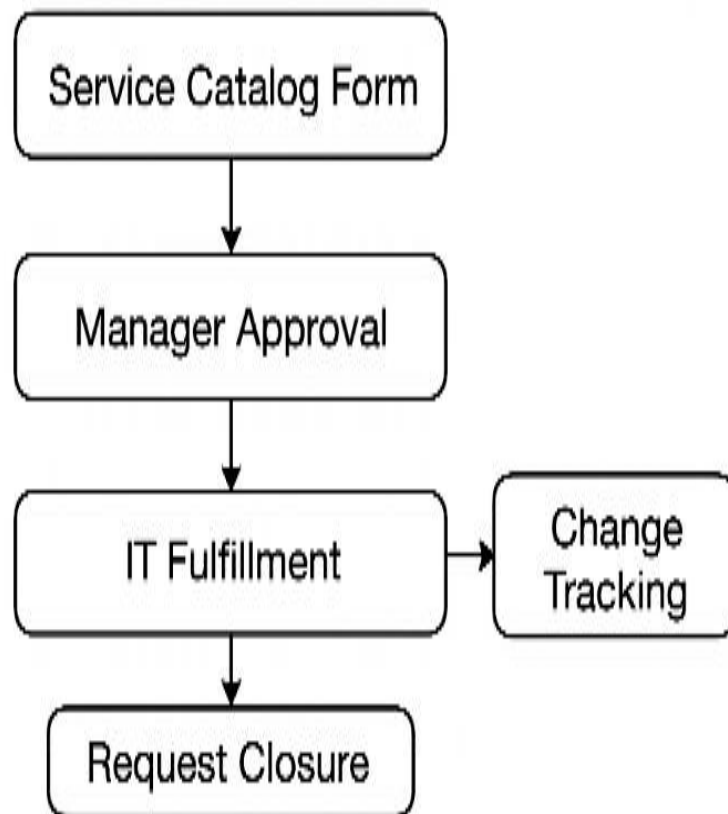 Service Catalog Form
Manager Approval
IT Fulfillment
Change
Tracking
Request Closure